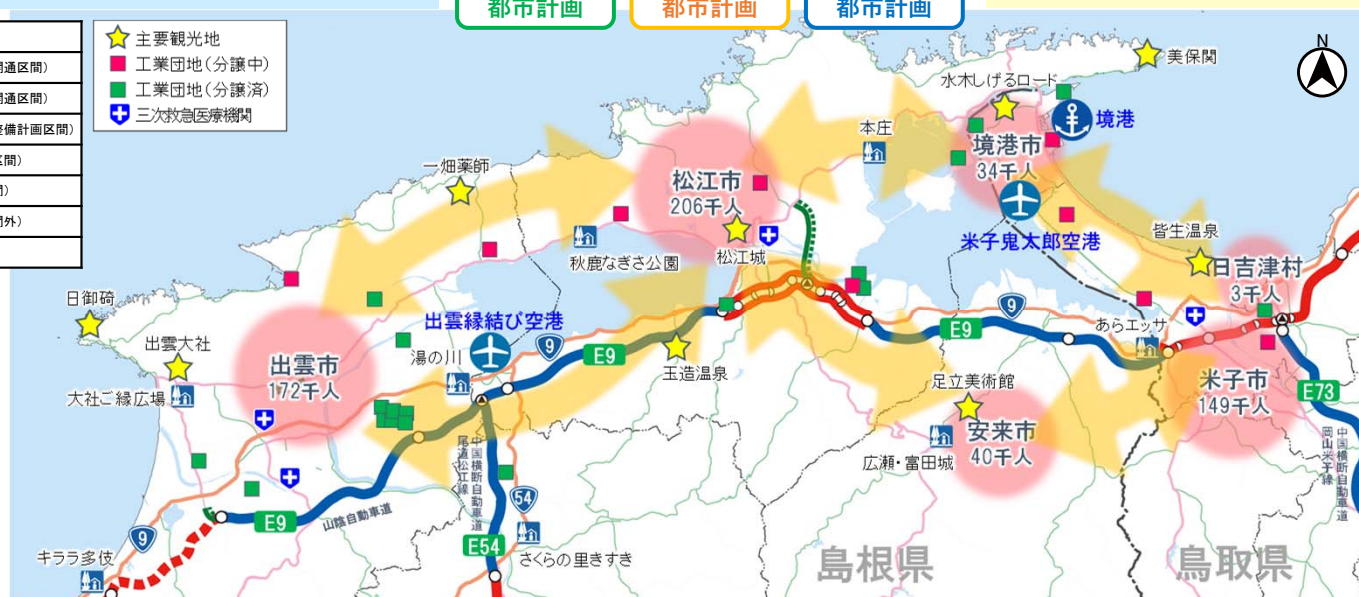 都市計画
都市計画
都市計画
開通区間）
開通区間）
整備計画区間）
区間）
間）
間外）
主要観光地
工業団地（分譲中）
工業団地（分譲済）
三次救急医療機関
N
美保関
水木しげるロード
境港
本庄
境港市
34千人
一畑薬師
松江市
206千人
米子鬼太郎空港
皆生温泉
秋鹿なぎさ公園
松江城
日吉津村
3千人
日御碕
出雲縁結び空港
9
9
あらエッサ
E9
出雲大社
湯の川
E9
出雲市
172千人
玉造温泉
足立美術館
米子市
149千人
E73
大社ご縁広場
安来市
40千人
広瀬・富田城
中国横断自動車道
尾道松江線
中国横断自動車道
岡山米子線
54
E9
山陰自動車道
9
E54
さくらの里きすき
キララ多伎
島根県
鳥取県